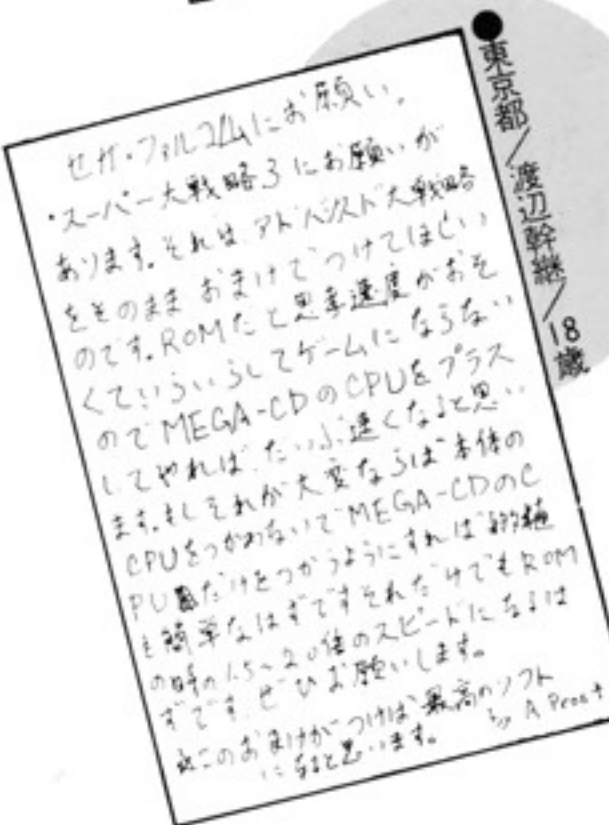 ●東京都/渡辺幹継/18歳
セガ・ファルコムにお願い。
・スーパー大戦略3にお願いが
あります。それは、アドバンスド大戦略
をそのまま おまけでつけてほしい
のです。ROMだと思考速度がおそ
くていらいらしてゲームにならない
のでMEGA-CDのCPUをプラス
してやれば、だいぶ速くなると思い
ます。もしそれが大変ならば本体の
CPUをつかわないでMEGA-CDのC
PUだけをつかうようにすれば移植
も簡単なはずですそれだけでもROM
の時の1.5~2.0倍のスピードになるは
ずです。ぜひお願いします。
このおまけがつけば最高のソフト
になると思います。